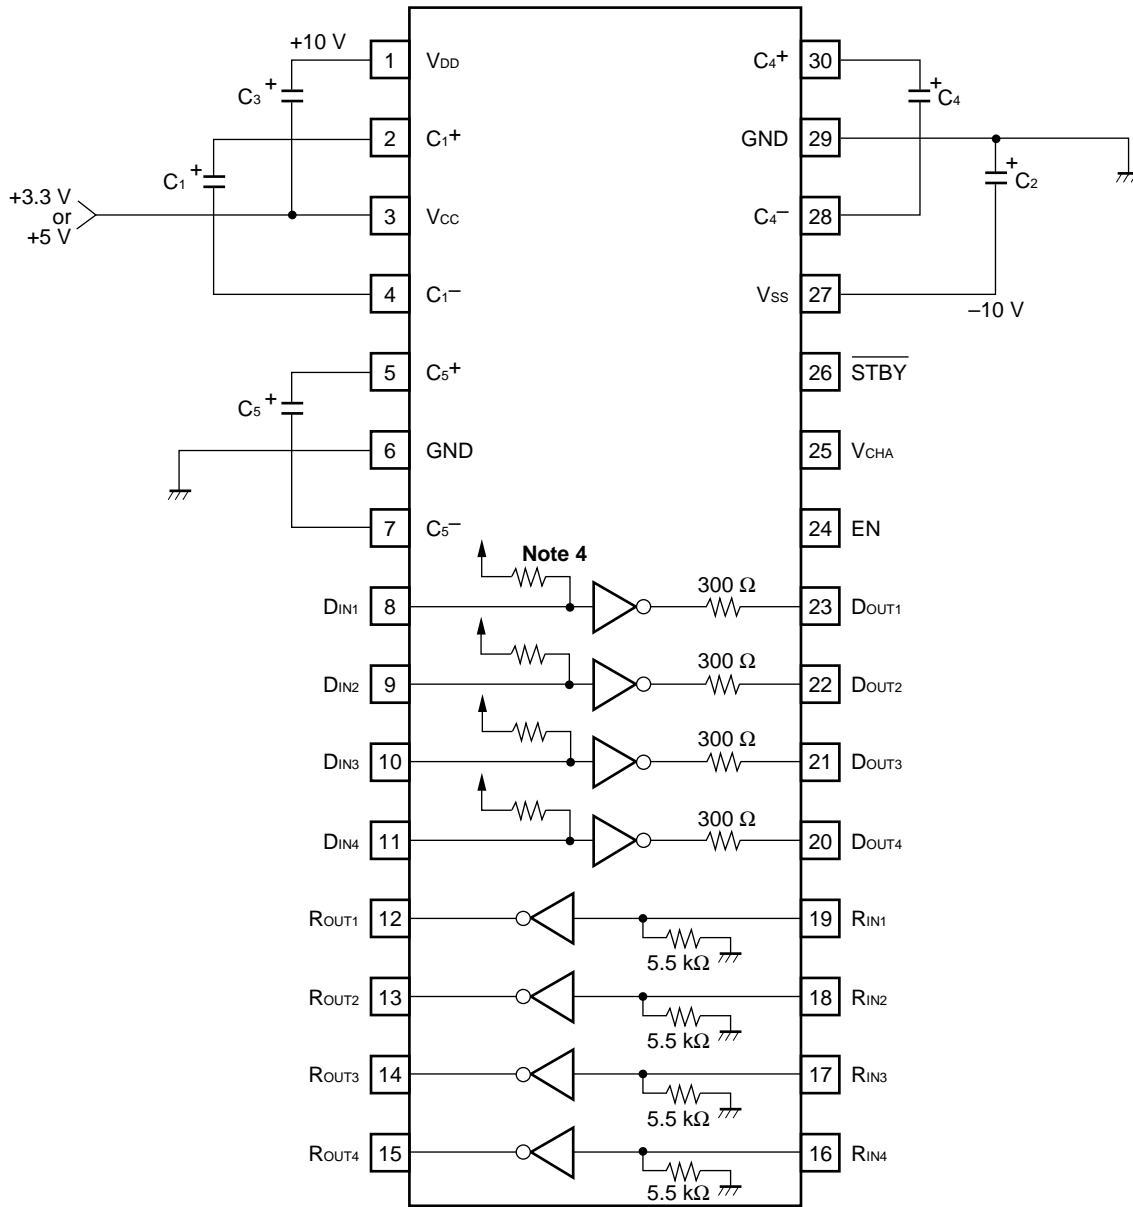 +10 V 1 VDD C4+ 30
C3 + + C4
2 C1+ GND 29
C1 + + C2
+3.3 V
or
+5 V
3 VCC C4– 28
4 C1– VSS 27
–10 V
5 C5+ STBY 26
C5 +
6 GND VCHA 25
7 C5– EN 24
Note 4
300 Ω
DIN1 8 23 DOUT1
300 Ω
DIN2 9 22 DOUT2
300 Ω
DIN3 10 21 DOUT3
300 Ω
DIN4 11 20 DOUT4
ROUT1 12 19 RIN1
5.5 kΩ
ROUT2 13 18 RIN2
5.5 kΩ
ROUT3 14 17 RIN3
5.5 kΩ
ROUT4 15 16 RIN4
5.5 kΩ